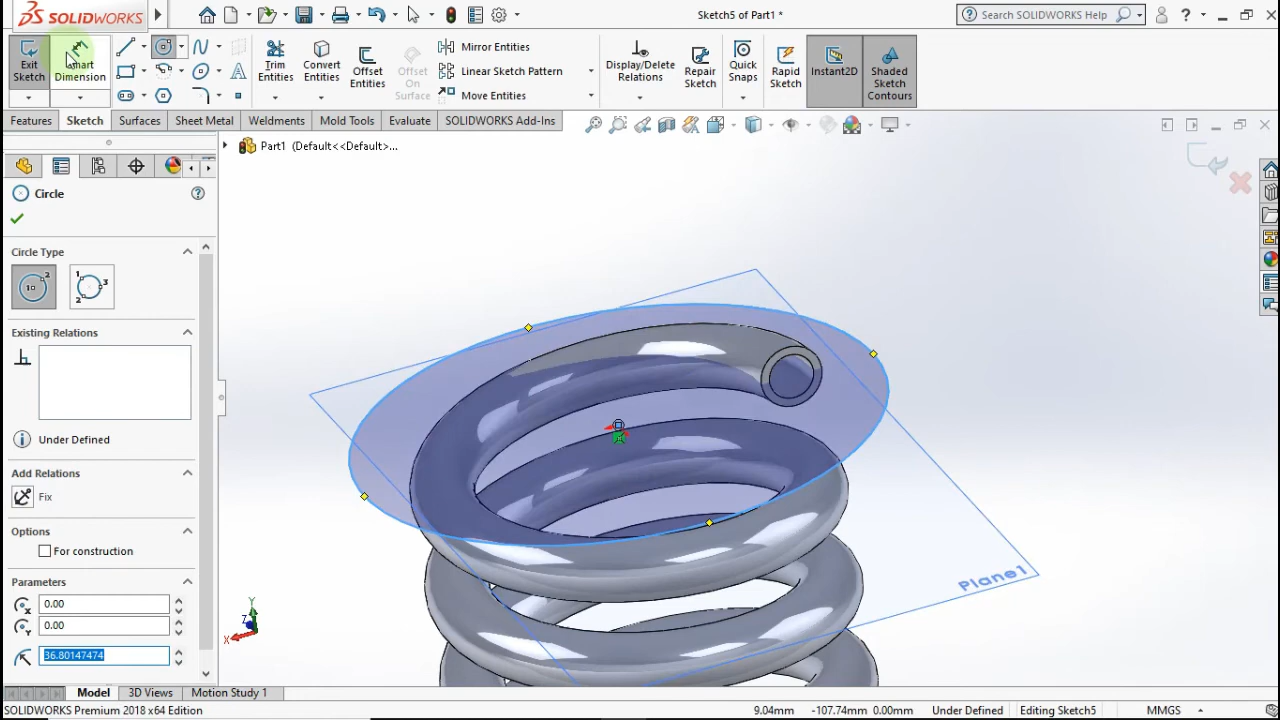 SOLIDWORKS
Sketch5 of Part1 *
Search SOLIDWORKS Help
?
Exit Sketch
Smart Dimension
Trim Entities
Convert Entities
Offset Entities
Offset On Surface
Mirror Entities
Linear Sketch Pattern
Move Entities
Display/Delete Relations
Repair Sketch
Quick Snaps
Rapid Sketch
Instant2D
Shaded Sketch Contours
Features
Sketch
Surfaces
Sheet Metal
Weldments
Mold Tools
Evaluate
SOLIDWORKS Add-Ins
Part1 (Default<<Default>...
Circle
Circle Type
Existing Relations
Under Defined
Add Relations
Fix
Options
For construction
Parameters
0.00
0.00
36.80147474
Plane1
Y
Z
X
Model
3D Views
Motion Study 1
SOLIDWORKS Premium 2018 x64 Edition
9.04mm
-107.74mm 0.00mm
Under Defined
Editing Sketch5
MMGS